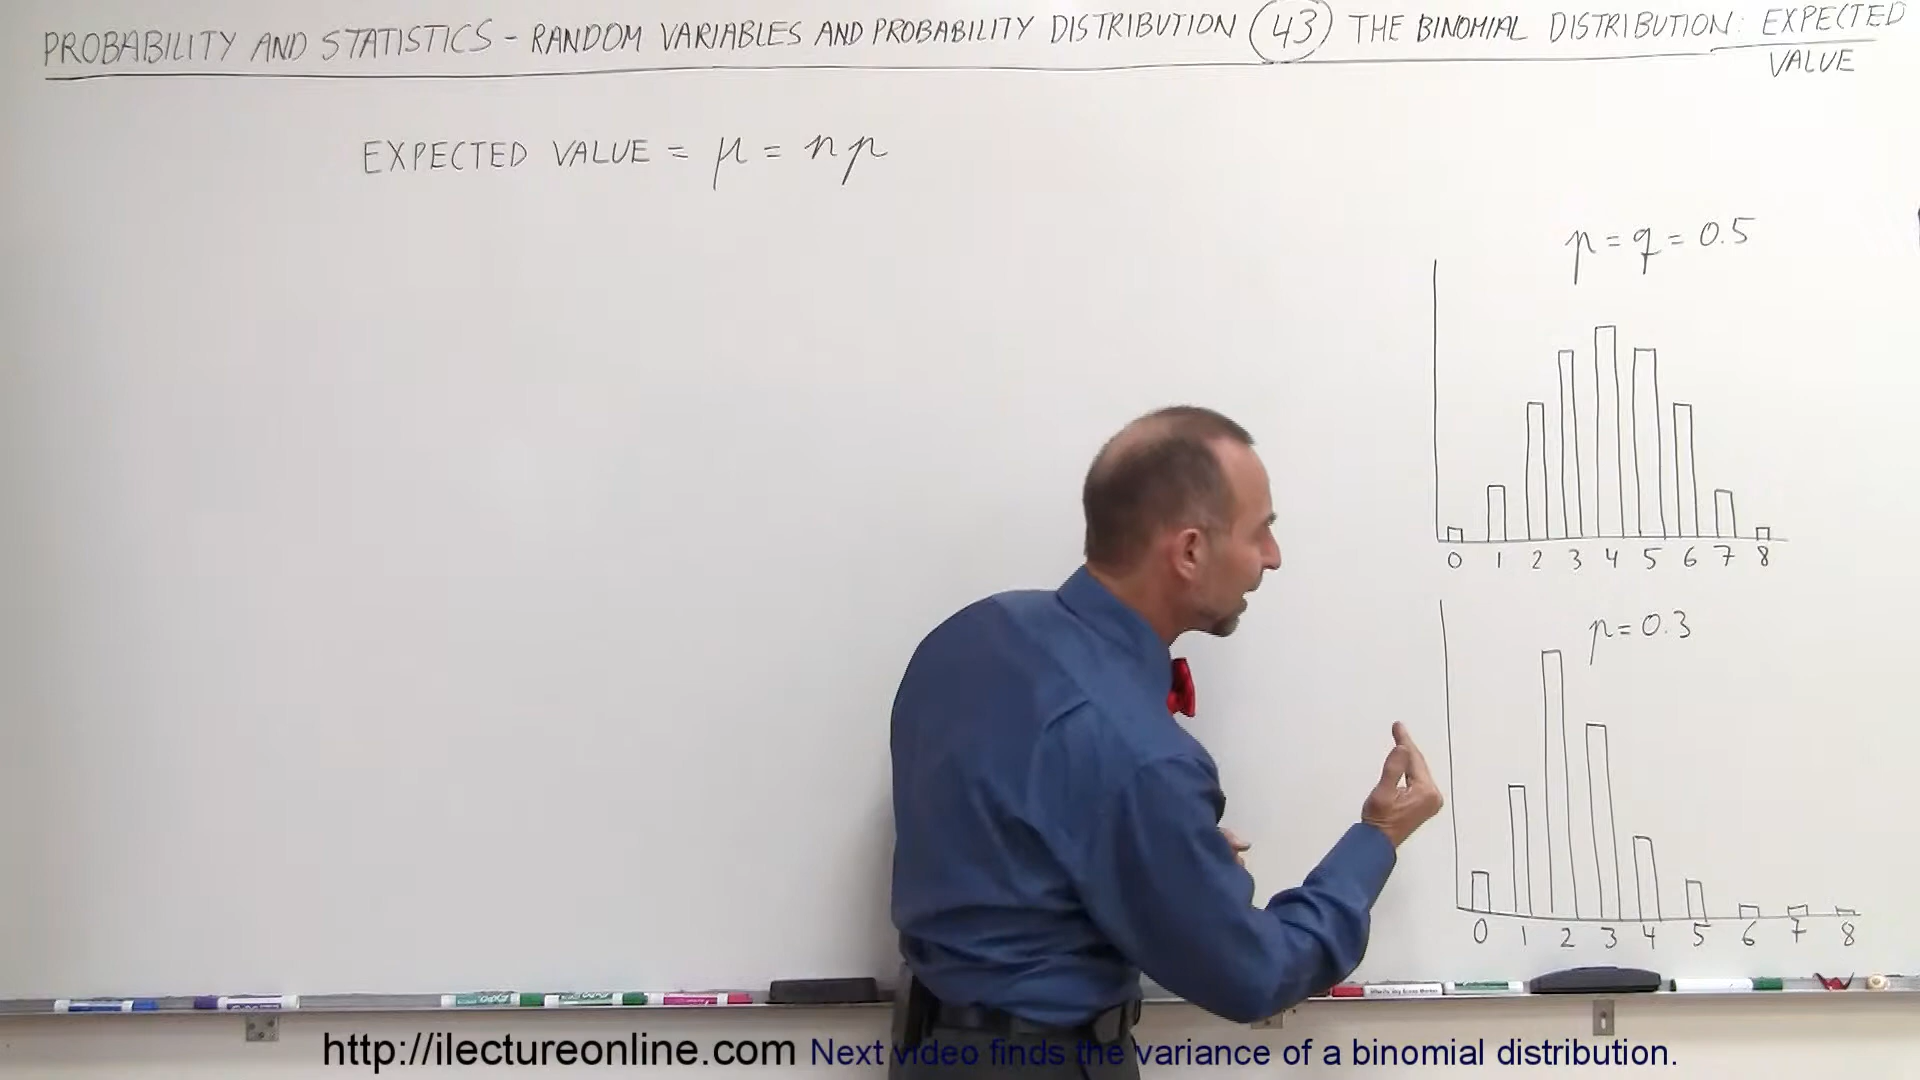 PROBABILITY AND STATISTICS - RANDOM VARIABLES AND PROBABILITY DISTRIBUTION (43) THE BINOMIAL DISTRIBUTION: EXPECTED
VALUE
EXPECTED VALUE = μ = np
p = q = 0.5
0 1 2 3 4 5 6 7 8
p = 0.3
0 1 2 3 4 5 6 7 8
http://ilectureonline.com Next video finds the variance of a binomial distribution.